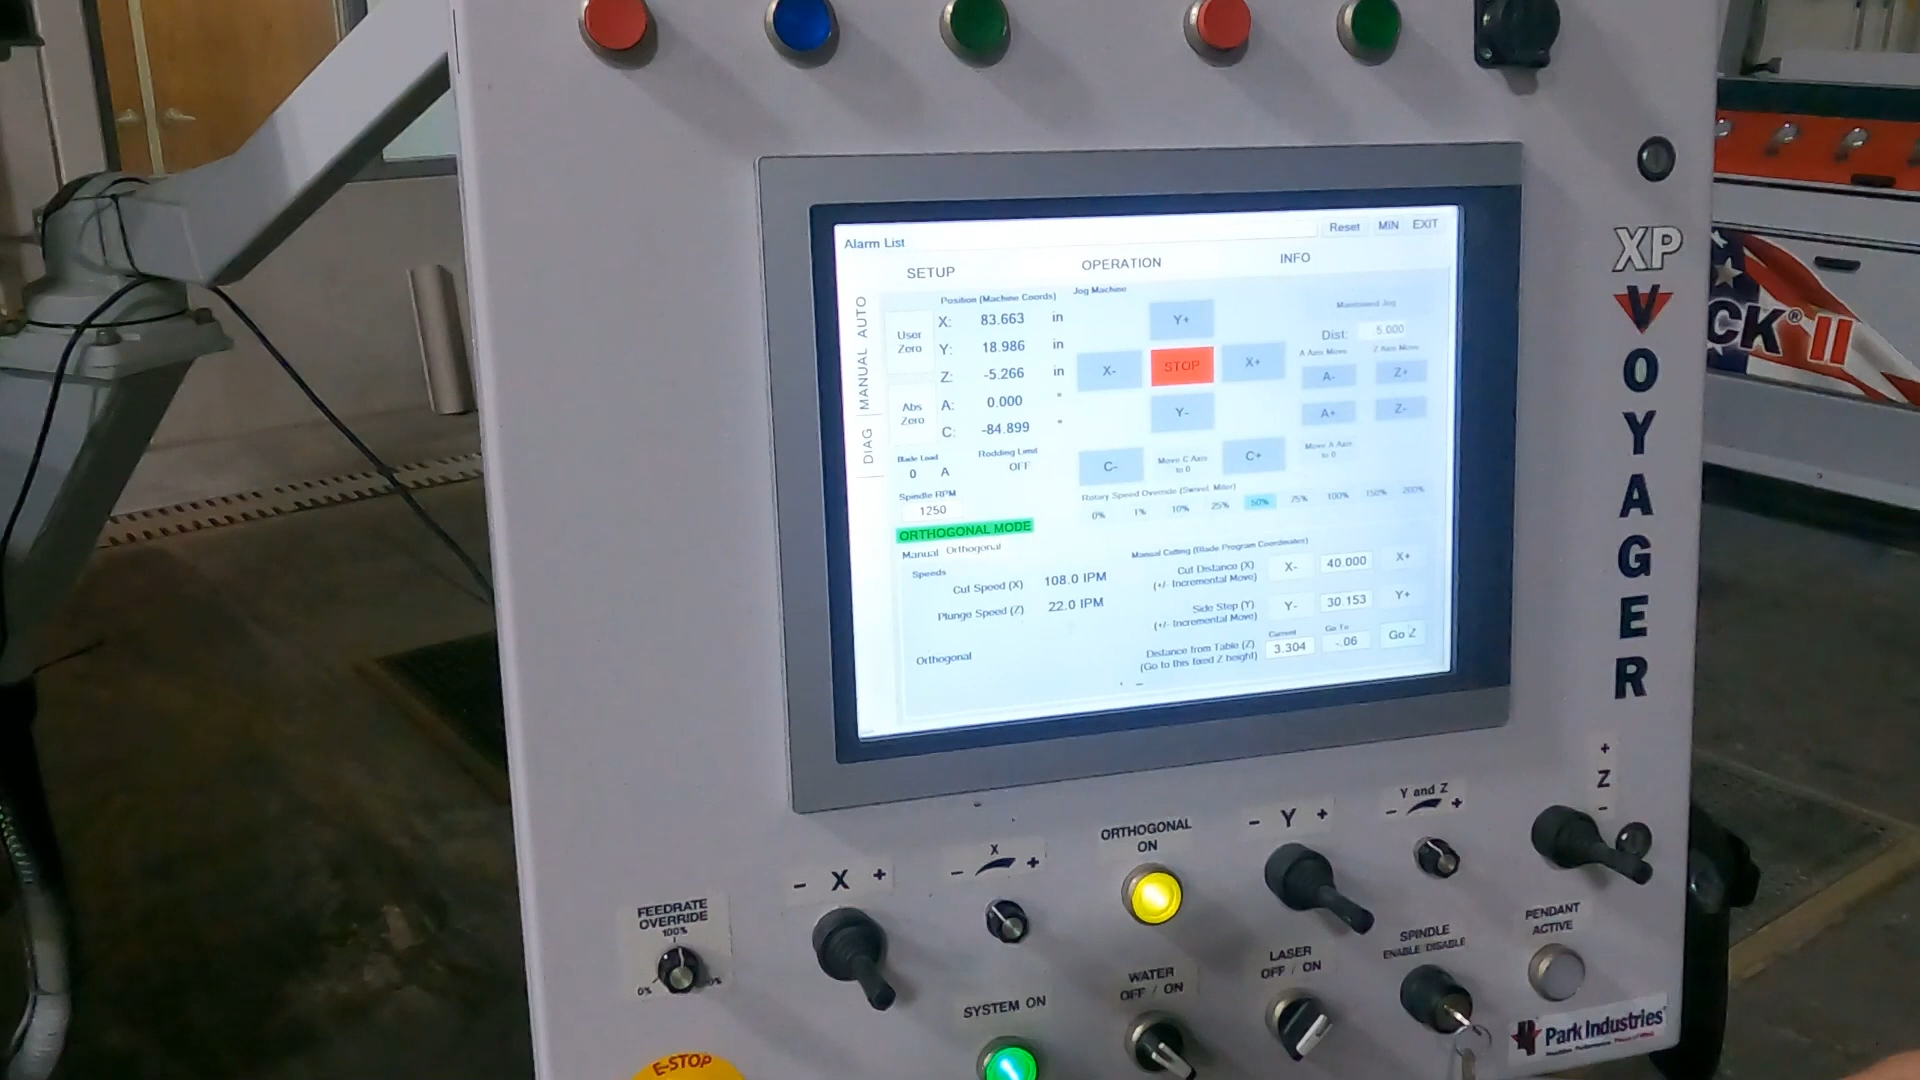 Alarm List
Reset MIN EXIT
SETUP OPERATION INFO
DIAG MANUAL AUTO
Position (Machine Coords)
User Zero
X: 83.663 in
Y: 18.986 in
Z: -5.266 in
Abs Zero
A: 0.000 °
C: -84.899 °
Blade Load
0 A
Rodding Limit
OFF
Spindle RPM
1250
ORTHOGONAL MODE
Manual Orthogonal
Speeds
Cut Speed (X) 108.0 IPM
Plunge Speed (Z) 22.0 IPM
Orthogonal
Jog Machine
Y+
X- STOP X+
Y-
C- Move C Axis to 0 C+
Maintained Jog
Dist: 5.000
A Axis Move Z Axis Move
A- Z+
A+ Z-
Move A Axis to 0
Rotary Speed Override (Swivel, Miter)
0% 1% 10% 25% 50% 75% 100% 150% 200%
Manual Cutting (Blade Program Coordinates)
Cut Distance (X)
(+/- Incremental Move)
X- 40.000 X+
Side Step (Y)
(+/- Incremental Move)
Y- 30.153 Y+
Distance from Table (Z)
(Go to this fixed Z height)
Current
3.304
Go To
-.06
Go Z
XP
VOYAGER
CK® II
FEEDRATE
OVERRIDE
100%
0%
- X +
- X +
ORTHOGONAL
ON
- Y +
Y and Z
- +
+
Z
-
SYSTEM ON
WATER
OFF / ON
LASER
OFF / ON
SPINDLE
ENABLE/DISABLE
PENDANT
ACTIVE
E-STOP
Park Industries®